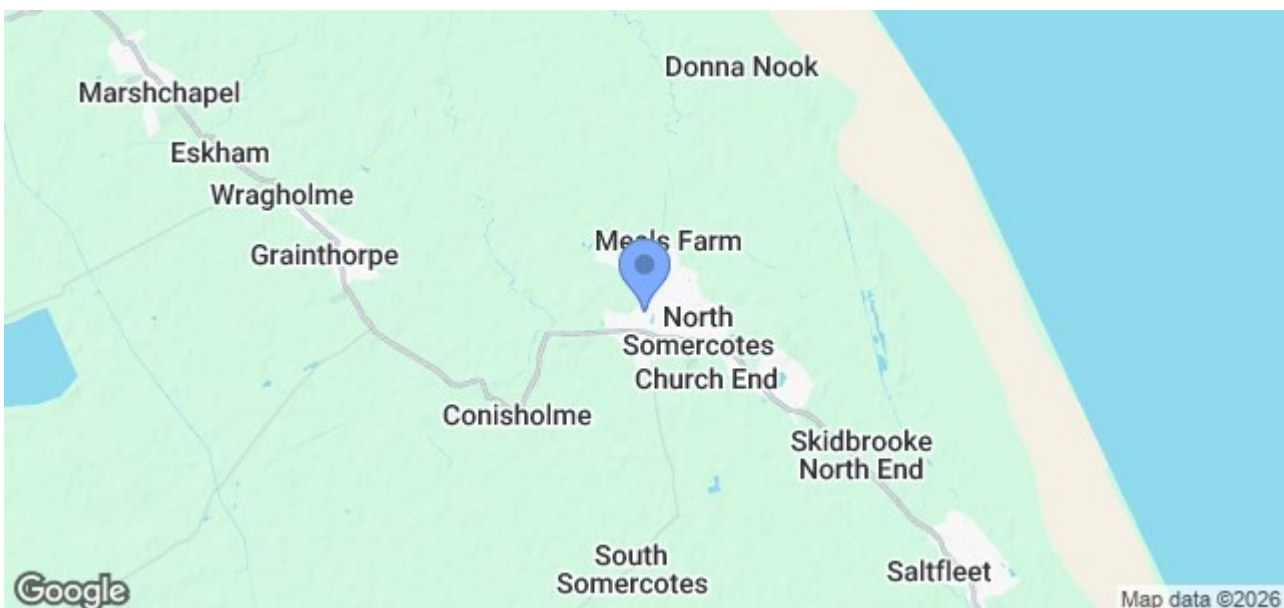 Donna Nook
Marshchapel
Eskham
Wragholme
Meals Farm
Grainthorpe
North
Somercotes
Church End
Conisholme
Skidbrooke
North End
South
Somercotes
Saltfleet
Google
Map data ©2026